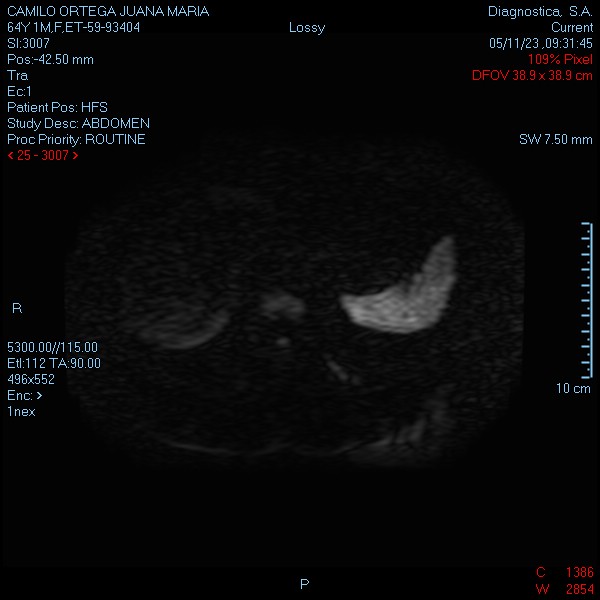 CAMILO ORTEGA JUANA MARIA
64Y 1M,F,ET-59-93404
SI:3007
Pos:-42.50 mm
Tra
Ec:1
Patient Pos: HFS
Study Desc: ABDOMEN
Proc Priority: ROUTINE
< 25 - 3007 >
Lossy
Diagnostica, S.A.
Current
05/11/23 ,09:31:45
109% Pixel
DFOV 38.9 x 38.9 cm
SW 7.50 mm
R
5300.00//115.00
Etl:112 TA:90.00
496x552
Enc: >
1nex
10 cm
P
C 1386
W 2854